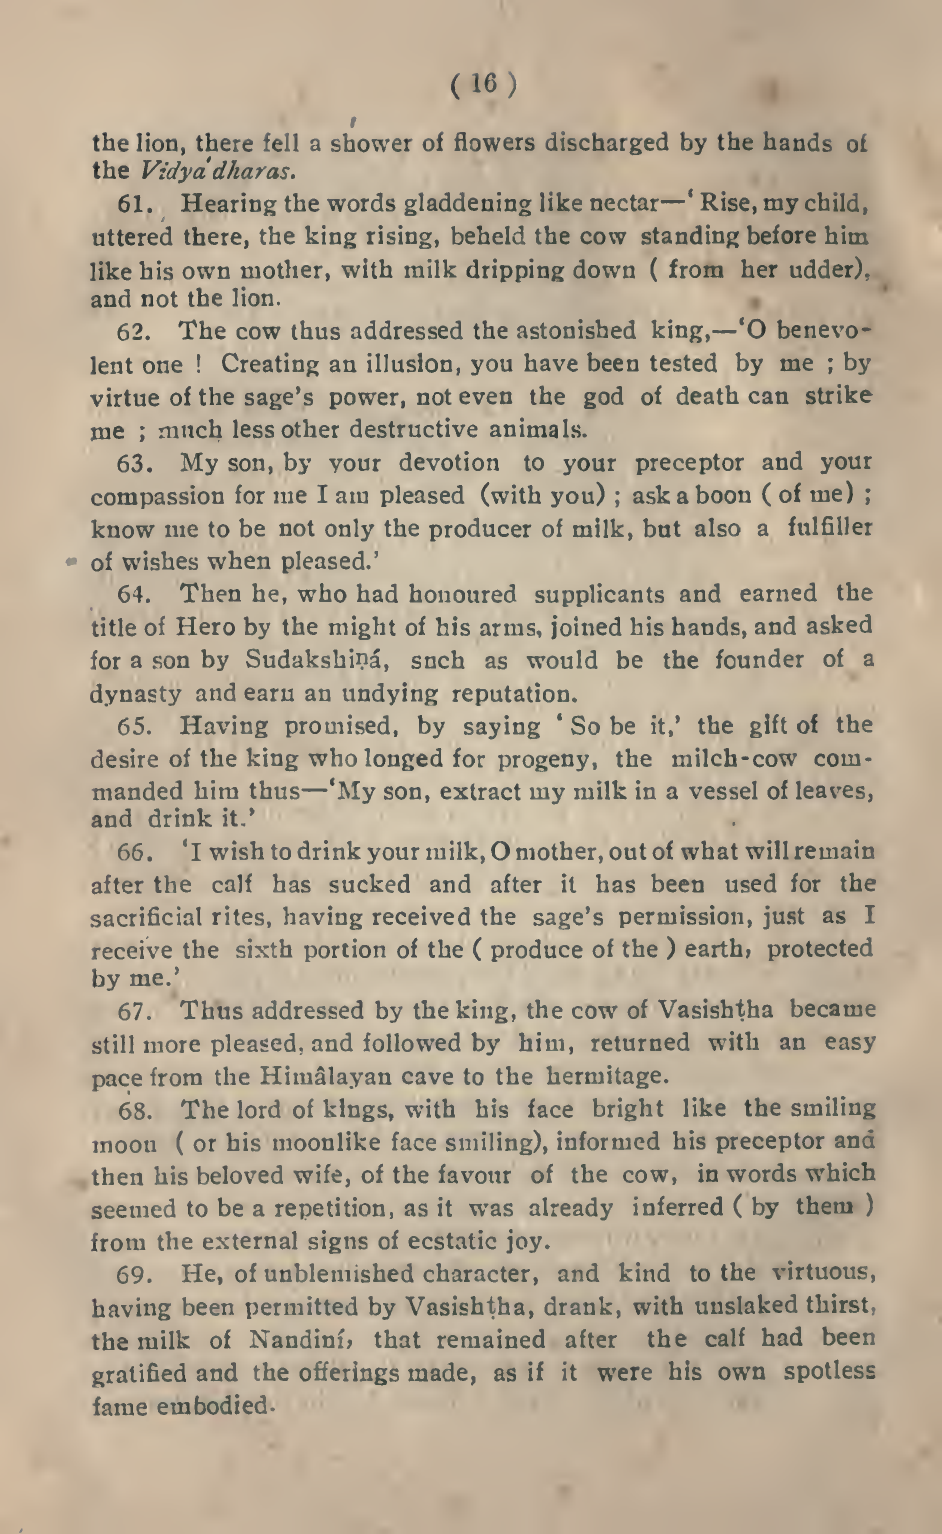 ( 16 )
the lion, there fell a shower of flowers discharged by the hands of
the Vidyádharas.
61. Hearing the words gladdening like nectar—‘ Rise, my child,
uttered there, the king rising, beheld the cow standing before him
like his own mother, with milk dripping down ( from her udder),
and not the lion.
62. The cow thus addressed the astonished king,—‘O benevo-
lent one ! Creating an illusion, you have been tested by me ; by
virtue of the sage’s power, not even the god of death can strike
me ; much less other destructive animals.
63. My son, by your devotion to your preceptor and your
compassion for me I am pleased (with you) ; ask a boon ( of me) ;
know me to be not only the producer of milk, but also a fulfiller
of wishes when pleased.’
64. Then he, who had honoured supplicants and earned the
title of Hero by the might of his arms, joined his hands, and asked
for a son by Sudakshiṇá, snch as would be the founder of a
dynasty and earn an undying reputation.
65. Having promised, by saying ‘ So be it,’ the gift of the
desire of the king who longed for progeny, the milch-cow com-
manded him thus—‘My son, extract my milk in a vessel of leaves,
and drink it.’
66. ‘I wish to drink your milk, O mother, out of what will remain
after the calf has sucked and after it has been used for the
sacrificial rites, having received the sage’s permission, just as I
receive the sixth portion of the ( produce of the ) earth, protected
by me.’
67. Thus addressed by the king, the cow of Vasishṭha became
still more pleased, and followed by him, returned with an easy
pace from the Himâlayan cave to the hermitage.
68. The lord of kings, with his face bright like the smiling
moon ( or his moonlike face smiling), informed his preceptor and
then his beloved wife, of the favour of the cow, in words which
seemed to be a repetition, as it was already inferred ( by them )
from the external signs of ecstatic joy.
69. He, of unblemished character, and kind to the virtuous,
having been permitted by Vasishṭha, drank, with unslaked thirst,
the milk of Nandiní, that remained after the calf had been
gratified and the offerings made, as if it were his own spotless
fame embodied.